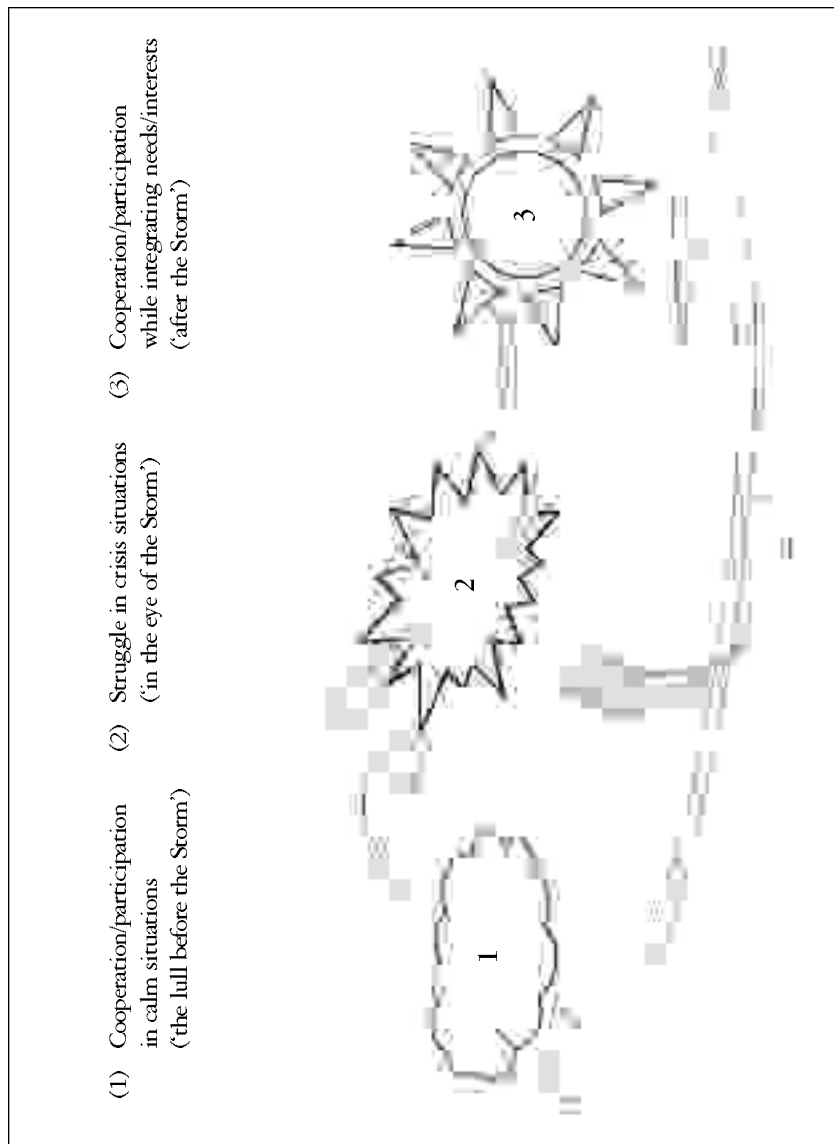 (1) Cooperation/participation
in calm situations
(‘the lull before the Storm’)
(2) Struggle in crisis situations
(‘in the eye of the Storm’)
(3) Cooperation/participation
while integrating needs/interests
(‘after the Storm’)
1
2
3